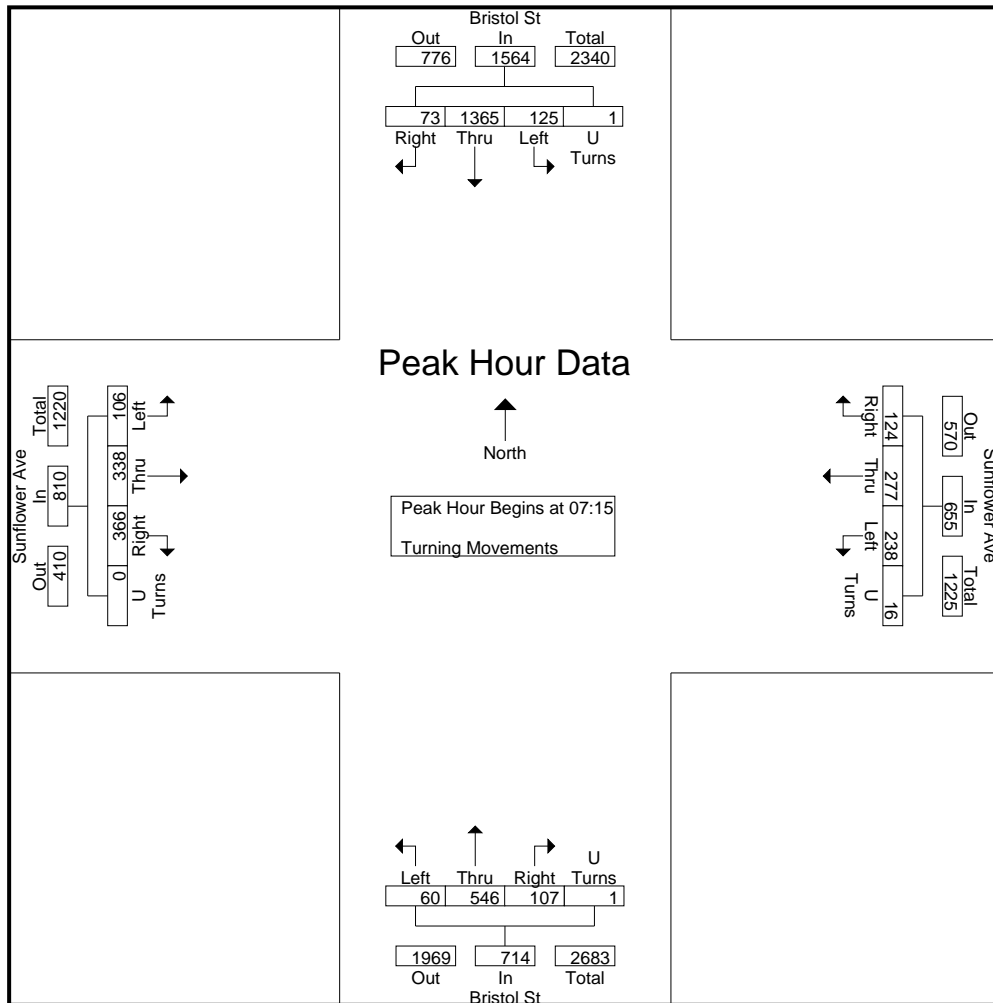 Bristol St
Out In Total
776 1564 2340
73 1365 125 1
Right Thru Left U
Turns
Peak Hour Data
North
Peak Hour Begins at 07:15
Turning Movements
Sunflower Ave
Total In Out
1220 810 410
106 338 366 0
Left Thru Right U
Turns
Sunflower Ave
Out In Total
570 655 1225
124 277 238 16
Right Thru Left U
Turns
U
Left Thru Right Turns
60 546 107 1
1969 714 2683
Out In Total
Bristol St